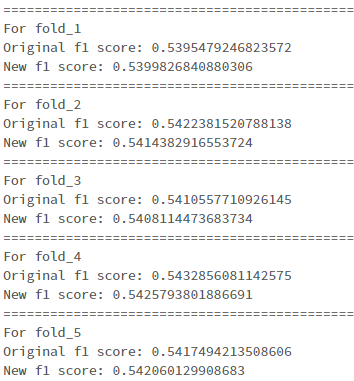 =============================================
For fold_1
Original f1 score: 0.5395479246823572
New f1 score: 0.5399826840880306
=============================================
For fold_2
Original f1 score: 0.5422381520788138
New f1 score: 0.5414382916553724
=============================================
For fold_3
Original f1 score: 0.5410557710926145
New f1 score: 0.5408114473683734
=============================================
For fold_4
Original f1 score: 0.5432856081142575
New f1 score: 0.5425793801886691
=============================================
For fold_5
Original f1 score: 0.5417494213508606
New f1 score: 0.542060129908683